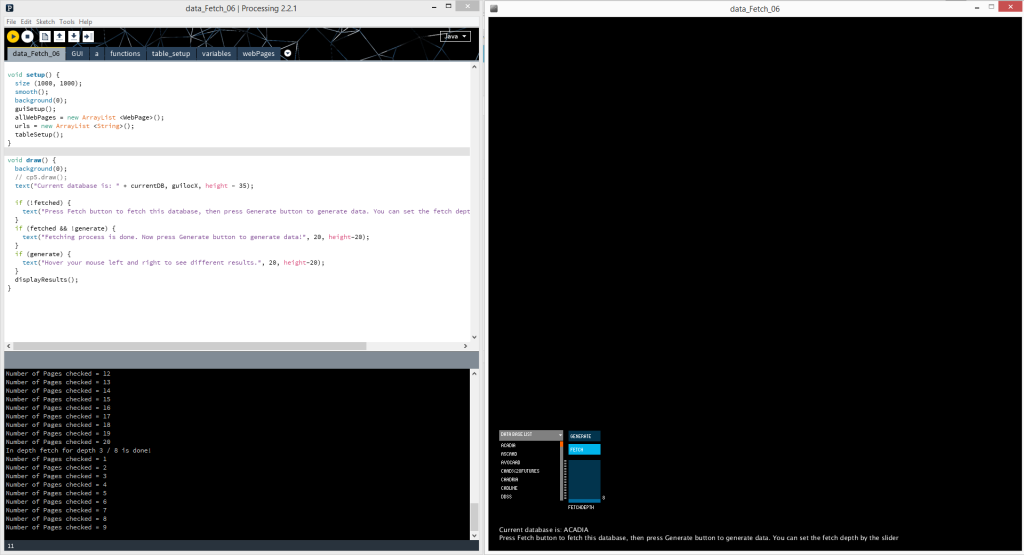 data_Fetch_06 | Processing 2.2.1
File Edit Sketch Tools Help
Java
data_Fetch_06 GUI a functions table_setup variables webPages
void setup() {
size (1000, 1000);
smooth();
background(0);
guiSetup();
allWebPages = new ArrayList <WebPage>();
urls = new ArrayList <String>();
tableSetup();
}
void draw() {
background(0);
// cp5.draw();
text("Current database is: " + currentDB, guilocX, height - 35);
if (!fetched) {
text("Press Fetch button to fetch this database, then press Generate button to generate data. You can set the fetch dept
}
if (fetched && !generate) {
text("Fetching process is done. Now press Generate button to generate data!", 20, height-20);
}
if (generate) {
text("Hover your mouse left and right to see different results.", 20, height-20);
}
displayResults();
}
Number of Pages checked = 12
Number of Pages checked = 13
Number of Pages checked = 14
Number of Pages checked = 15
Number of Pages checked = 16
Number of Pages checked = 17
Number of Pages checked = 18
Number of Pages checked = 19
Number of Pages checked = 20
In depth fetch for depth 3 / 8 is done!
Number of Pages checked = 1
Number of Pages checked = 2
Number of Pages checked = 3
Number of Pages checked = 4
Number of Pages checked = 5
Number of Pages checked = 6
Number of Pages checked = 7
Number of Pages checked = 8
Number of Pages checked = 9
11
data_Fetch_06
DATABASE LIST
ACADIA
ASCAAD
AVOCAAD
CAAD%20FUTURES
CAADRIA
CADLINE
DDSS
GENERATE
FETCH
8
FETCHDEPTH
Current database is: ACADIA
Press Fetch button to fetch this database, then press Generate button to generate data. You can set the fetch depth by the slider